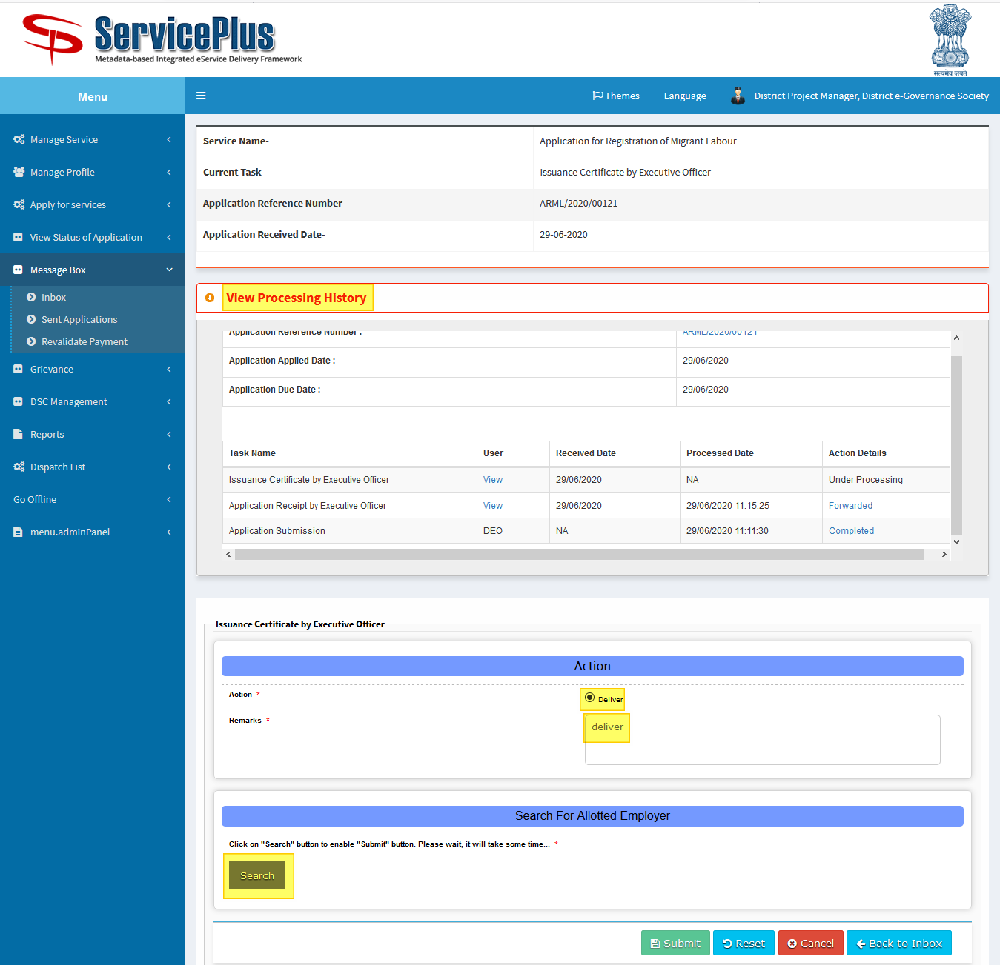 ServicePlus
Metadata-based Integrated eService Delivery Framework
सत्यमेव जयते
Menu
Themes Language District Project Manager, District e-Governance Society
Manage Service
Manage Profile
Apply for services
View Status of Application
Message Box
Inbox
Sent Applications
Revalidate Payment
Grievance
DSC Management
Reports
Dispatch List
Go Offline
menu.adminPanel
Service Name- Application for Registration of Migrant Labour
Current Task- Issuance Certificate by Executive Officer
Application Reference Number- ARML/2020/00121
Application Received Date- 29-06-2020
View Processing History
Application Reference Number : ARML/2020/00121
Application Applied Date : 29/06/2020
Application Due Date : 29/06/2020
Task Name User Received Date Processed Date Action Details
Issuance Certificate by Executive Officer View 29/06/2020 NA Under Processing
Application Receipt by Executive Officer View 29/06/2020 29/06/2020 11:15:25 Forwarded
Application Submission DEO NA 29/06/2020 11:11:30 Completed
Issuance Certificate by Executive Officer
Action
Action * Deliver
Remarks * deliver
Search For Allotted Employer
Click on "Search" button to enable "Submit" button. Please wait, it will take some time... *
Search
Submit Reset Cancel Back to Inbox